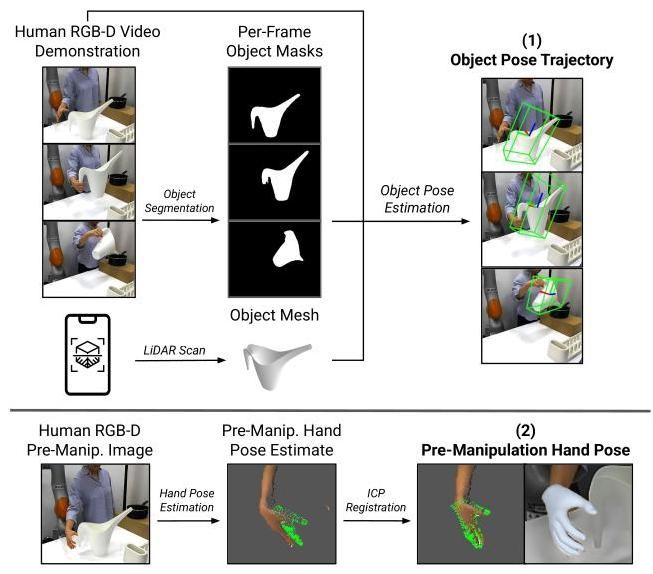 Human RGB-D Video
Demonstration
Per-Frame
Object Masks
(1)
Object Pose Trajectory
Object
Segmentation
Object Pose
Estimation
Object Mesh
LiDAR Scan
Human RGB-D
Pre-Manip. Image
Pre-Manip. Hand
Pose Estimate
(2)
Pre-Manipulation Hand Pose
Hand Pose
Estimation
ICP
Registration